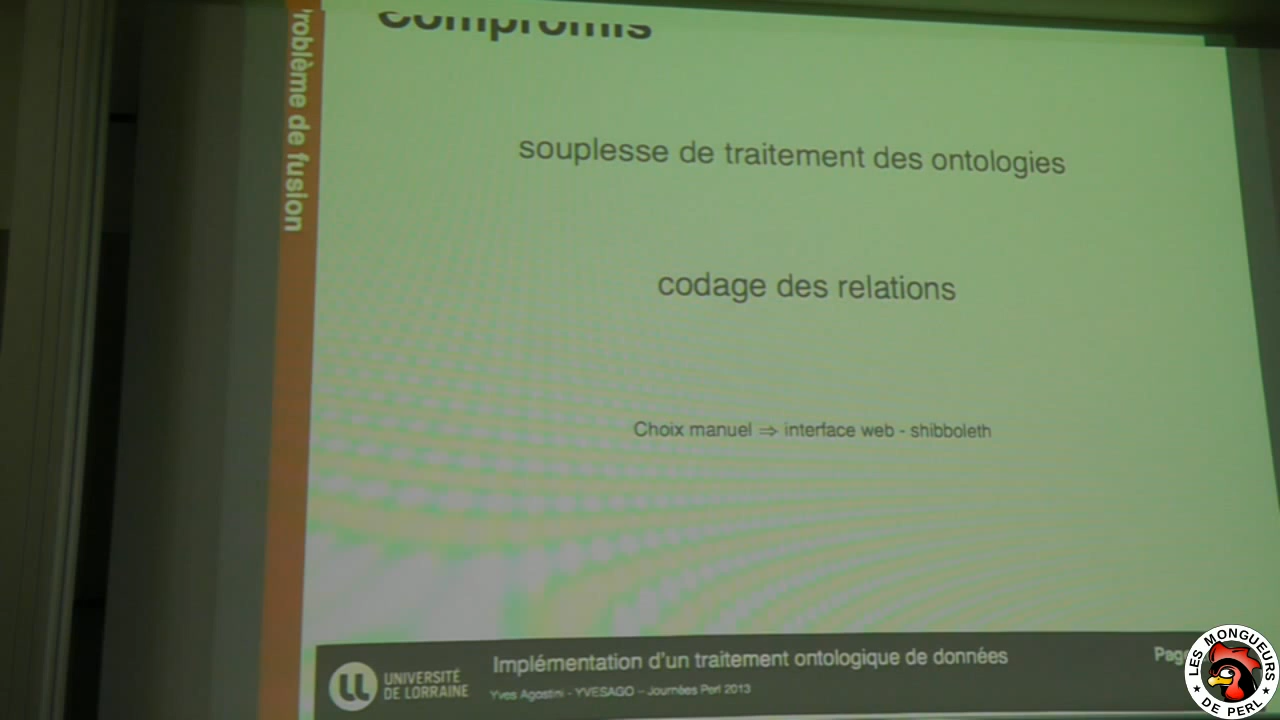 Compromis
roblème de fusion
souplesse de traitement des ontologies
codage des relations
Choix manuel ⇒ interface web - shibboleth
UNIVERSITÉ
DE LORRAINE
Implémentation d'un traitement ontologique de données
Yves Agostini - YVESAGO - Journées Perl 2013
Page
LES MONGUEURS
DE PERL